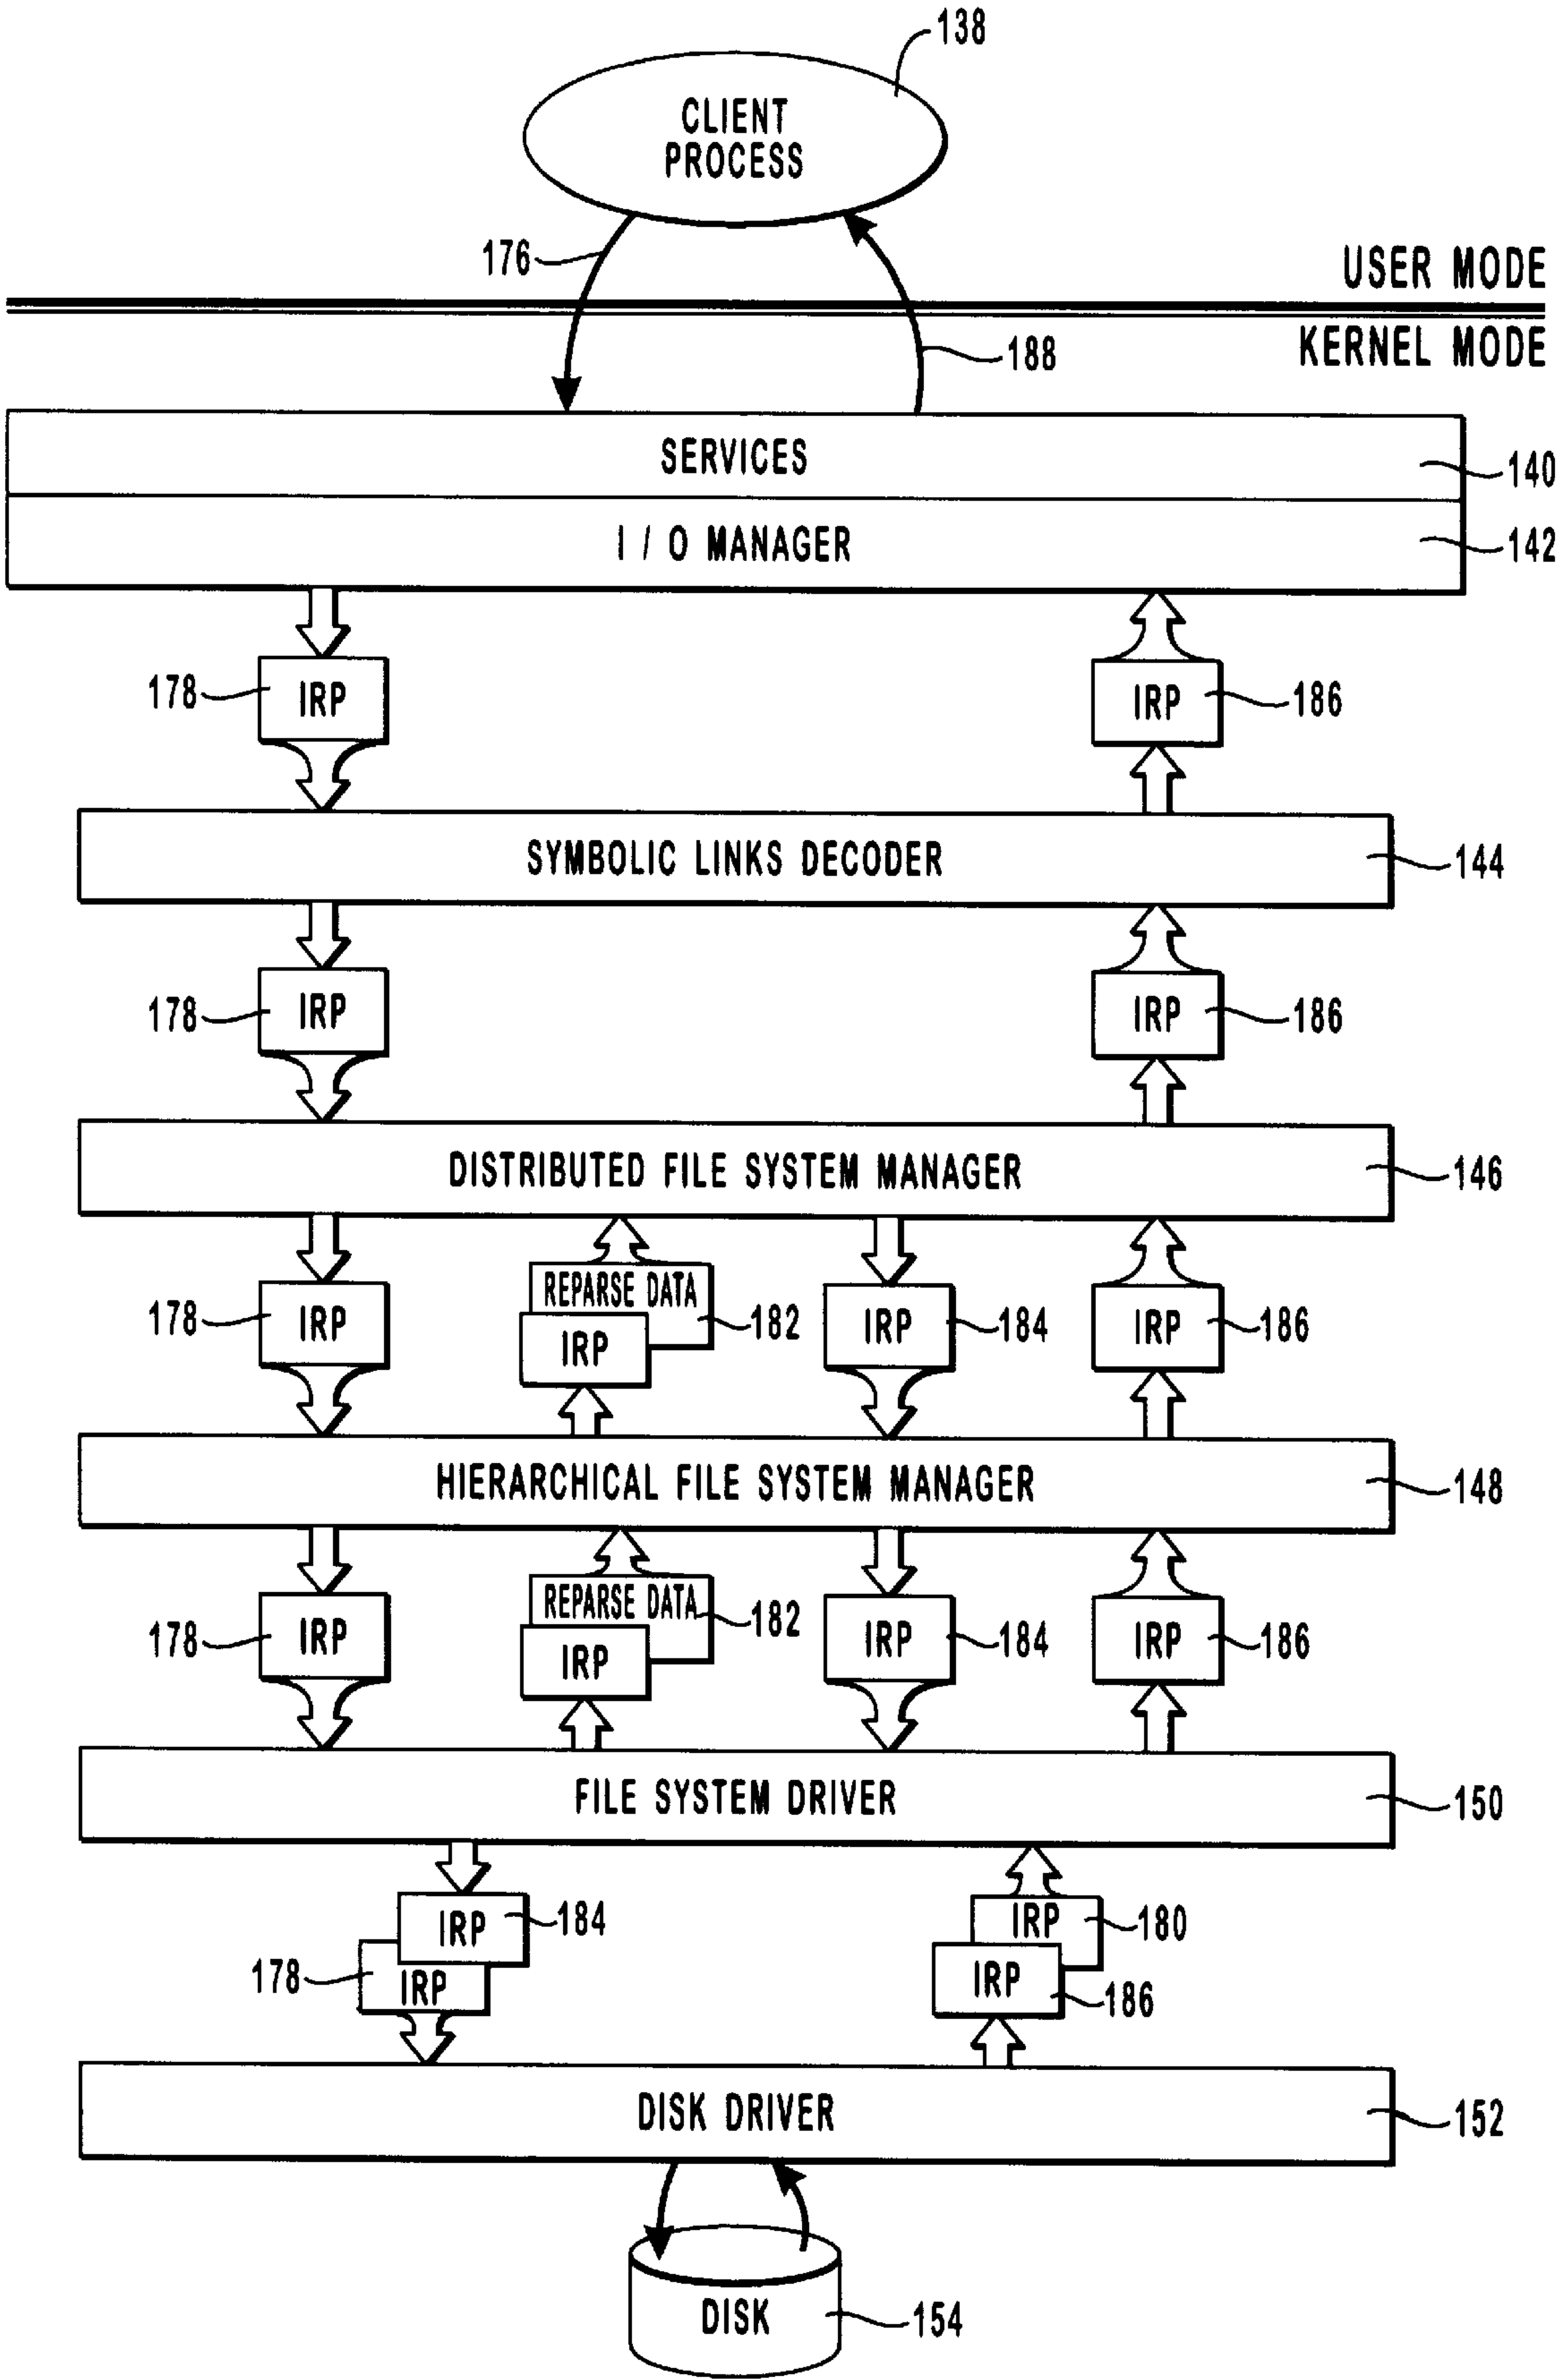 138
CLIENT
PROCESS
176
USER MODE
KERNEL MODE
188
SERVICES
140
I / O MANAGER
142
178
IRP
IRP
186
SYMBOLIC LINKS DECODER
144
178
IRP
IRP
186
DISTRIBUTED FILE SYSTEM MANAGER
146
178
IRP
REPARSE DATA
IRP
182
IRP
184
IRP
186
HIERARCHICAL FILE SYSTEM MANAGER
148
178
IRP
REPARSE DATA
IRP
182
IRP
184
IRP
186
FILE SYSTEM DRIVER
150
IRP
184
178
IRP
IRP
180
IRP
186
DISK DRIVER
152
DISK
154